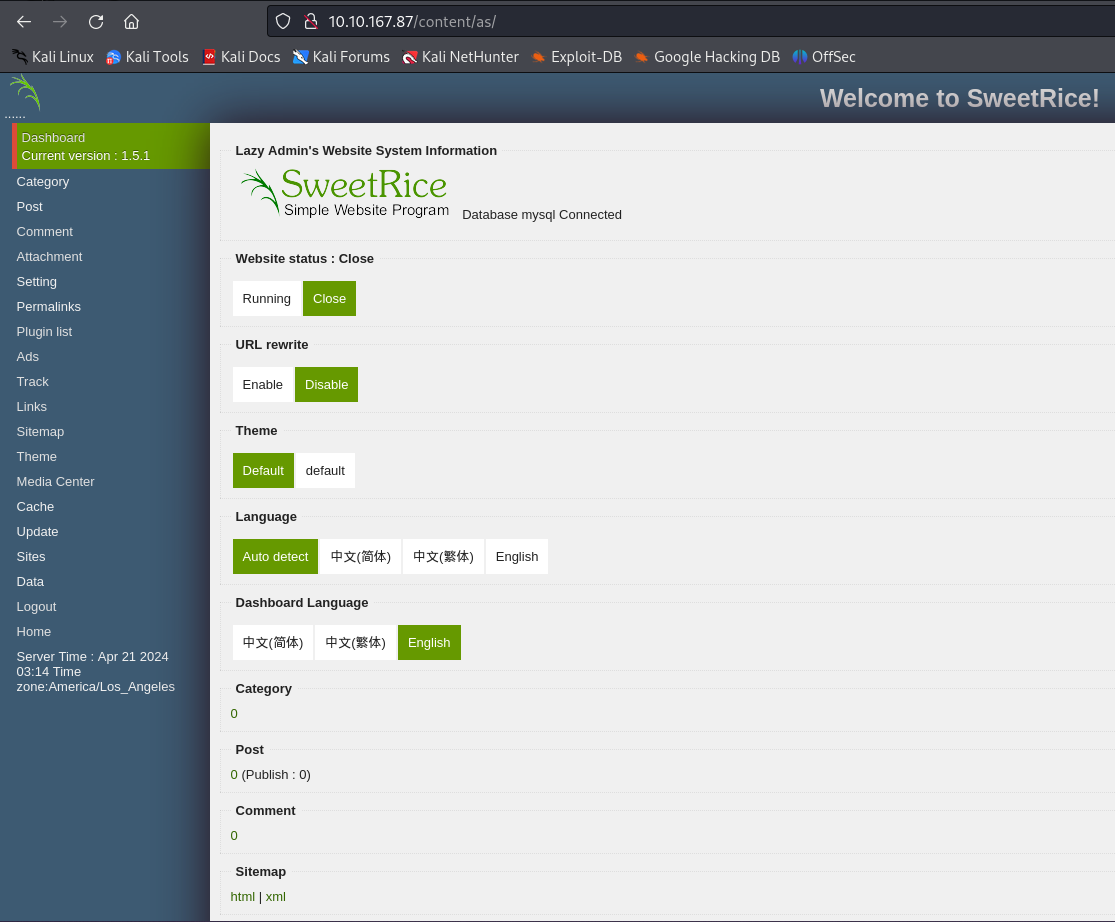 10.10.167.87/content/as/
Kali Linux Kali Tools Kali Docs Kali Forums Kali NetHunter Exploit-DB Google Hacking DB OffSec
......
Welcome to SweetRice!
Dashboard
Current version : 1.5.1
Category
Post
Comment
Attachment
Setting
Permalinks
Plugin list
Ads
Track
Links
Sitemap
Theme
Media Center
Cache
Update
Sites
Data
Logout
Home
Server Time : Apr 21 2024
03:14 Time
zone:America/Los_Angeles
Lazy Admin's Website System Information
SweetRice
Simple Website Program
Database mysql Connected
Website status : Close
Running Close
URL rewrite
Enable Disable
Theme
Default default
Language
Auto detect 中文(简体) 中文(繁体) English
Dashboard Language
中文(简体) 中文(繁体) English
Category
0
Post
0 (Publish : 0)
Comment
0
Sitemap
html | xml